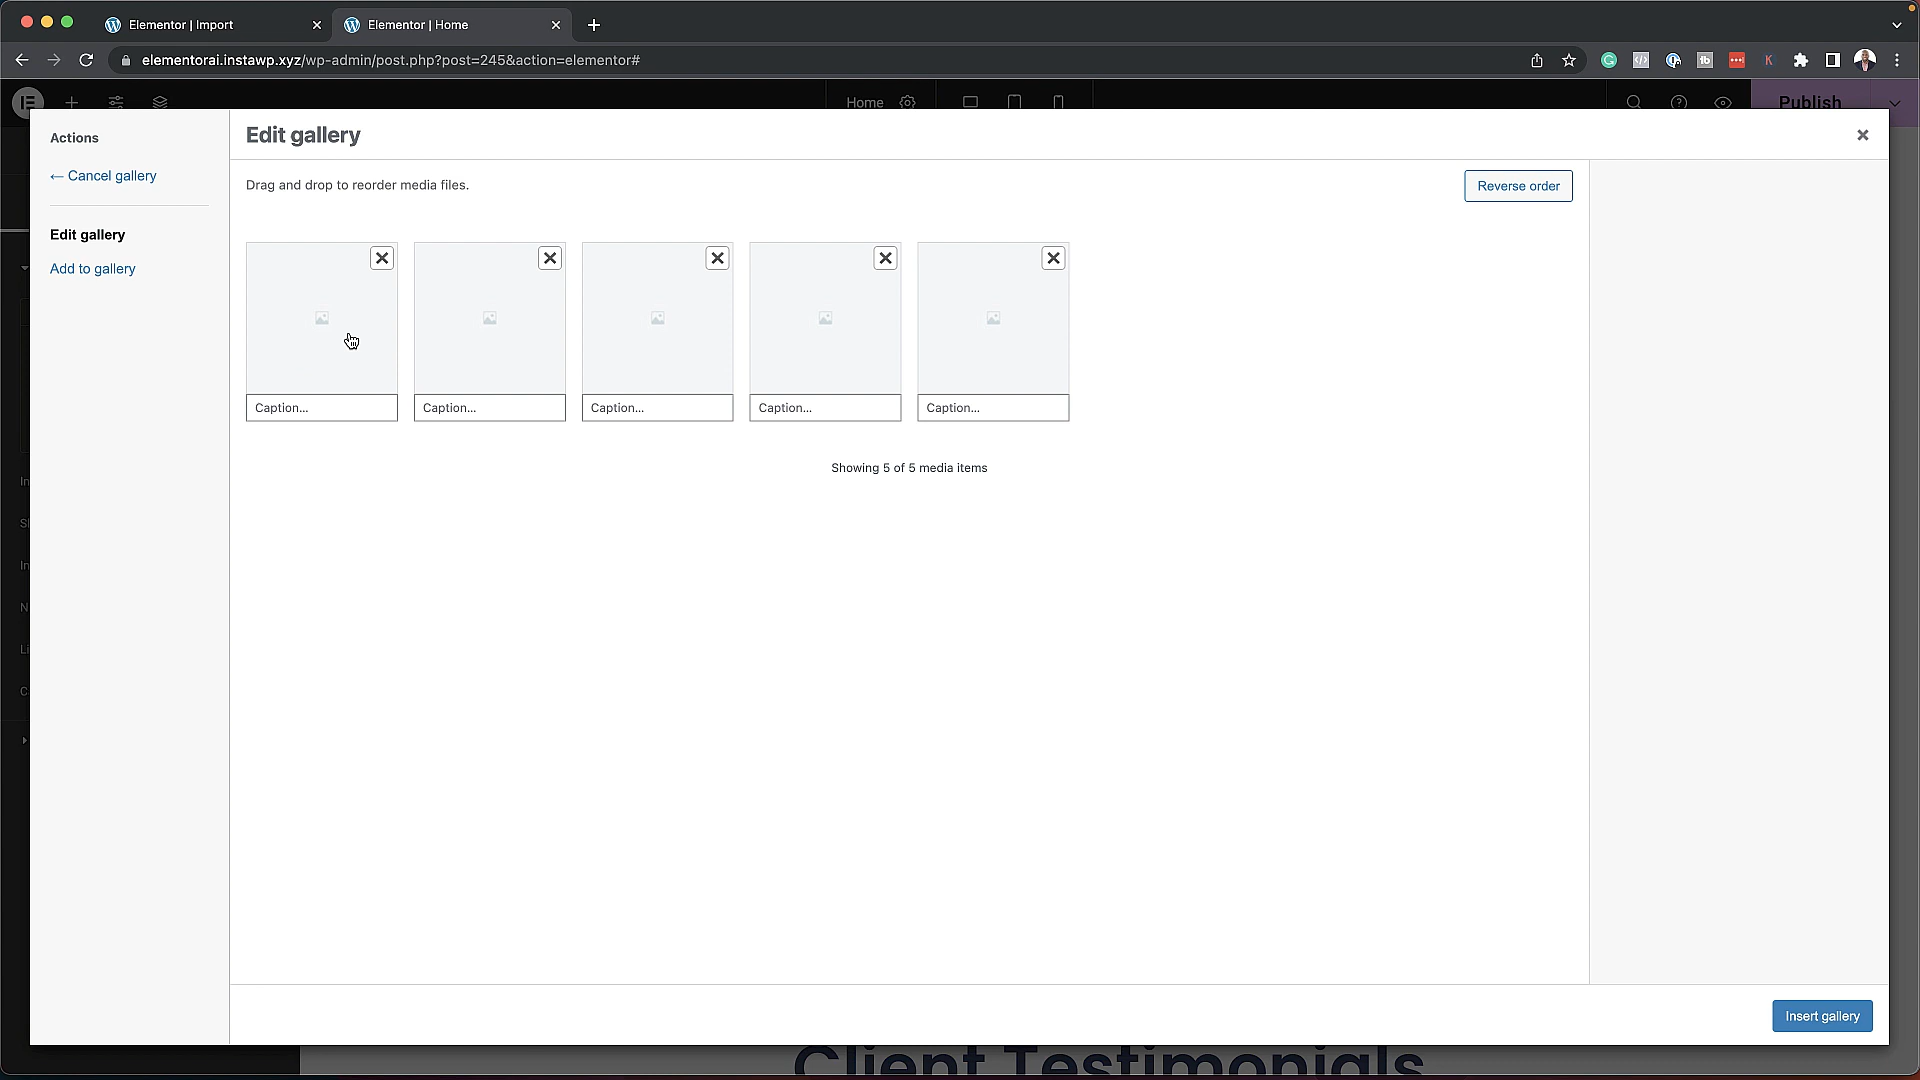 Elementor | Import
Elementor | Home
elementorai.instawp.xyz/wp-admin/post.php?post=245&action=elementor#
Home
Publish
Actions
← Cancel gallery
Edit gallery
Add to gallery
Edit gallery
Drag and drop to reorder media files.
Reverse order
Caption...
Caption...
Caption...
Caption...
Caption...
Showing 5 of 5 media items
Insert gallery
Client Testimonials